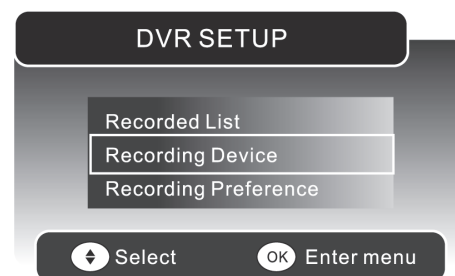 DVR SETUP
Recorded List
Recording Device
Recording Preference
Select OK Enter menu